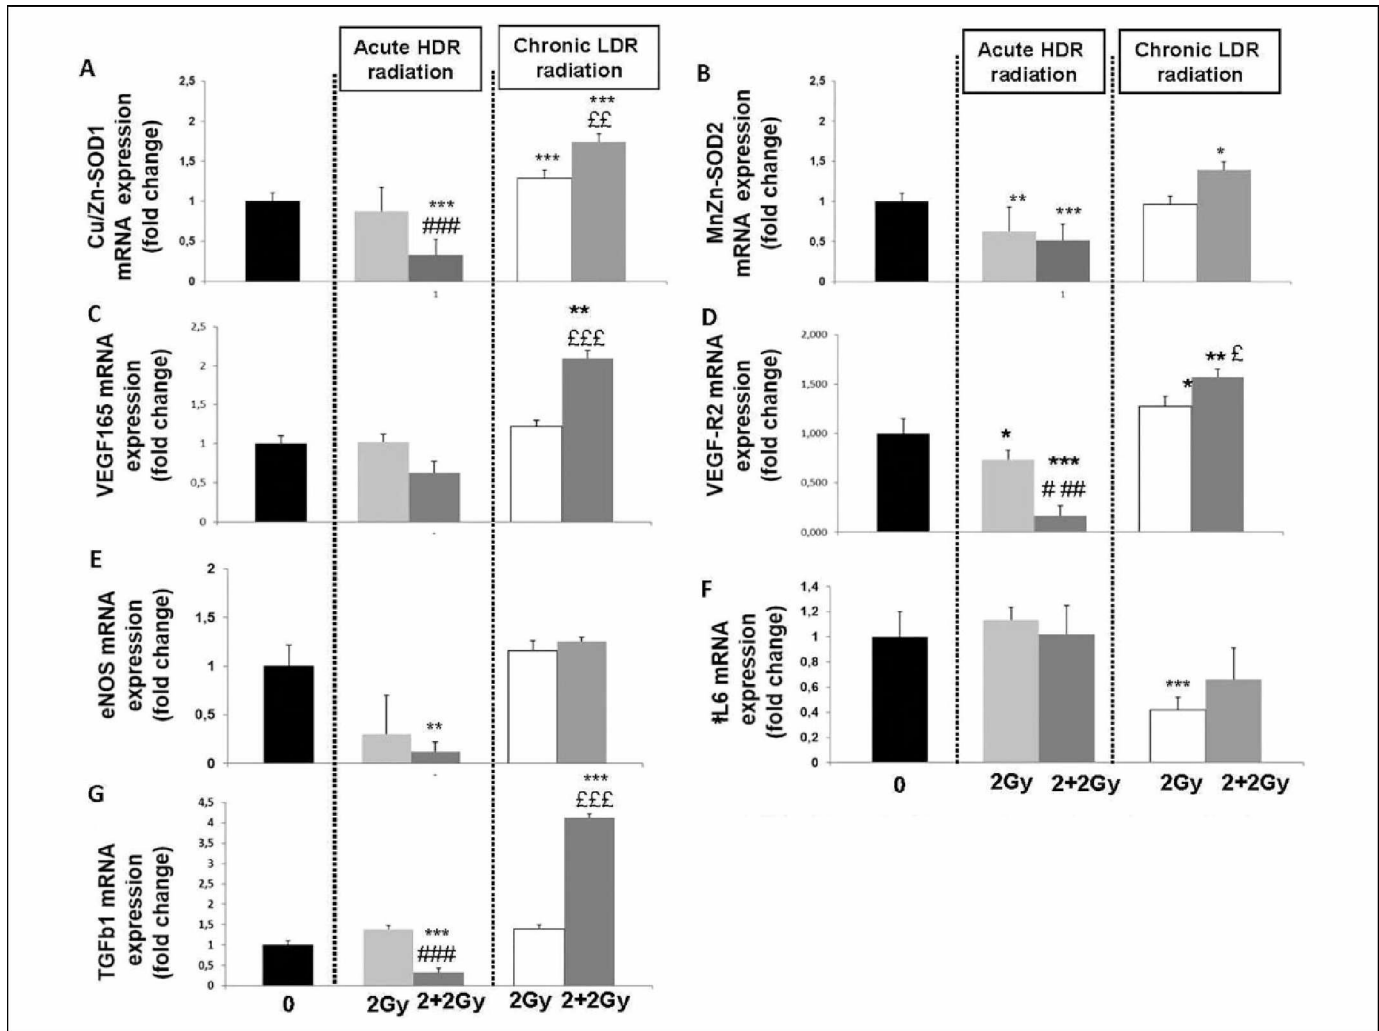 Acute HDR
radiation
Chronic LDR
radiation
A
Cu/Zn-SOD1
mRNA expression
(fold change)
2,5
2
1,5
1
0,5
0
***
###
***
***
££
1
Acute HDR
radiation
Chronic LDR
radiation
B
MnZn-SOD2
mRNA expression
(fold change)
2,5
2
1,5
1
0,5
0
**
***
*
1
C
VEGF165 mRNA
expression
(fold change)
2,5
2
1,5
1
0,5
0
**
£££
D
VEGF-R2 mRNA
expression
(fold change)
2,000
1,500
1,000
0,500
0,000
*
***
# ##
*
** £
E
eNOS mRNA
expression
(fold change)
2
1,5
1
0,5
0
**
F
IL6 mRNA
expression
(fold change)
1,4
1,2
1
0,8
0,6
0,4
0,2
0
***
0
2Gy
2+2Gy
2Gy
2+2Gy
G
TGFb1 mRNA
expression
(fold change)
4,5
4
3,5
3
2,5
2
1,5
1
0,5
0
***
###
***
£££
0
2Gy
2+2Gy
2Gy
2+2Gy